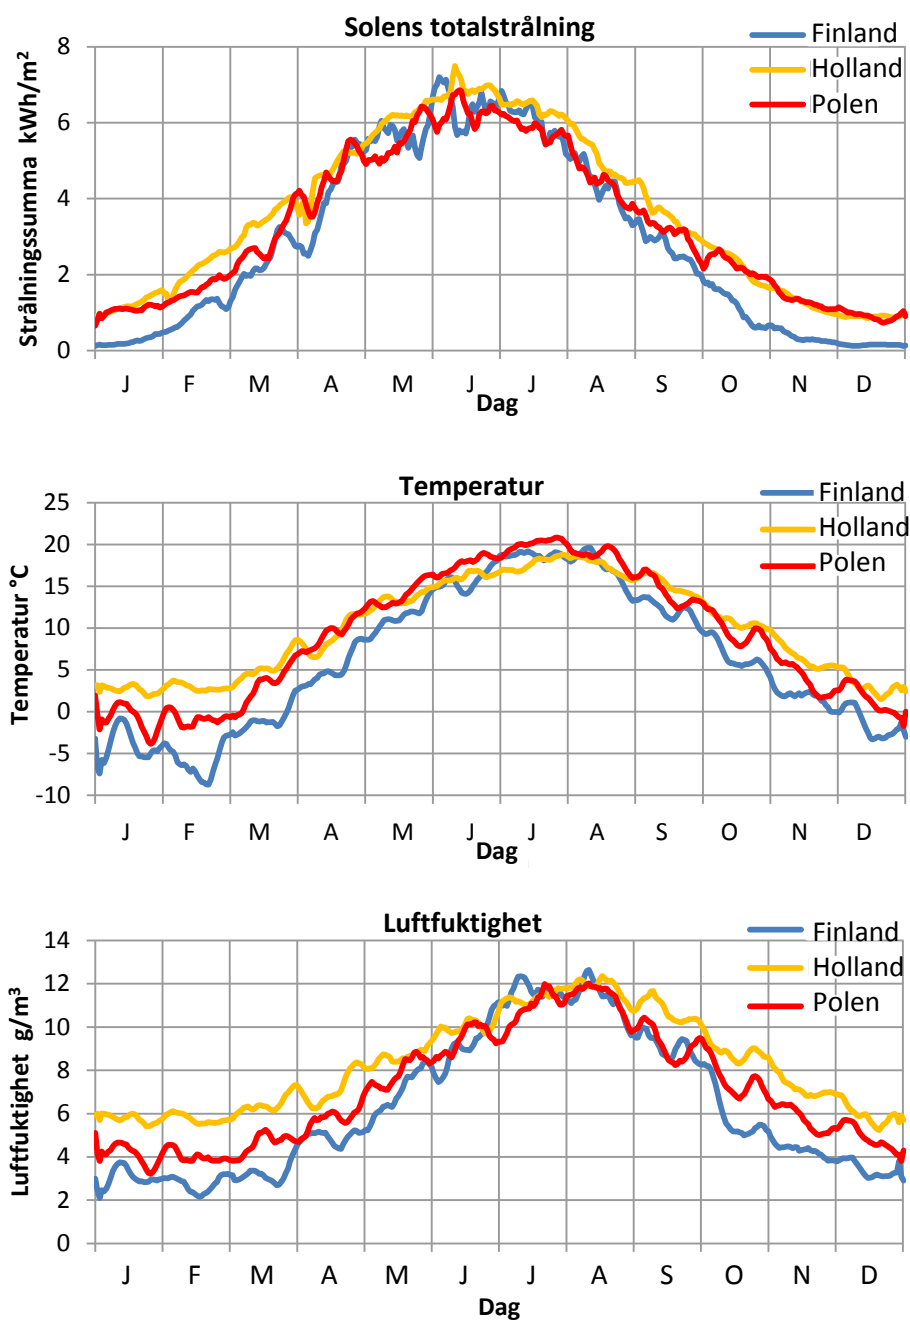 Solens totalstrålning
Finland
Holland
Polen
Strålningssumma kWh/m²
8
6
4
2
0
J F M A M J J A S O N D
Dag
Temperatur
Finland
Holland
Polen
Temperatur °C
25
20
15
10
5
0
-5
-10
J F M A M J J A S O N D
Dag
Luftfuktighet
Finland
Holland
Polen
Luftfuktighet g/m³
14
12
10
8
6
4
2
0
J F M A M J J A S O N D
Dag